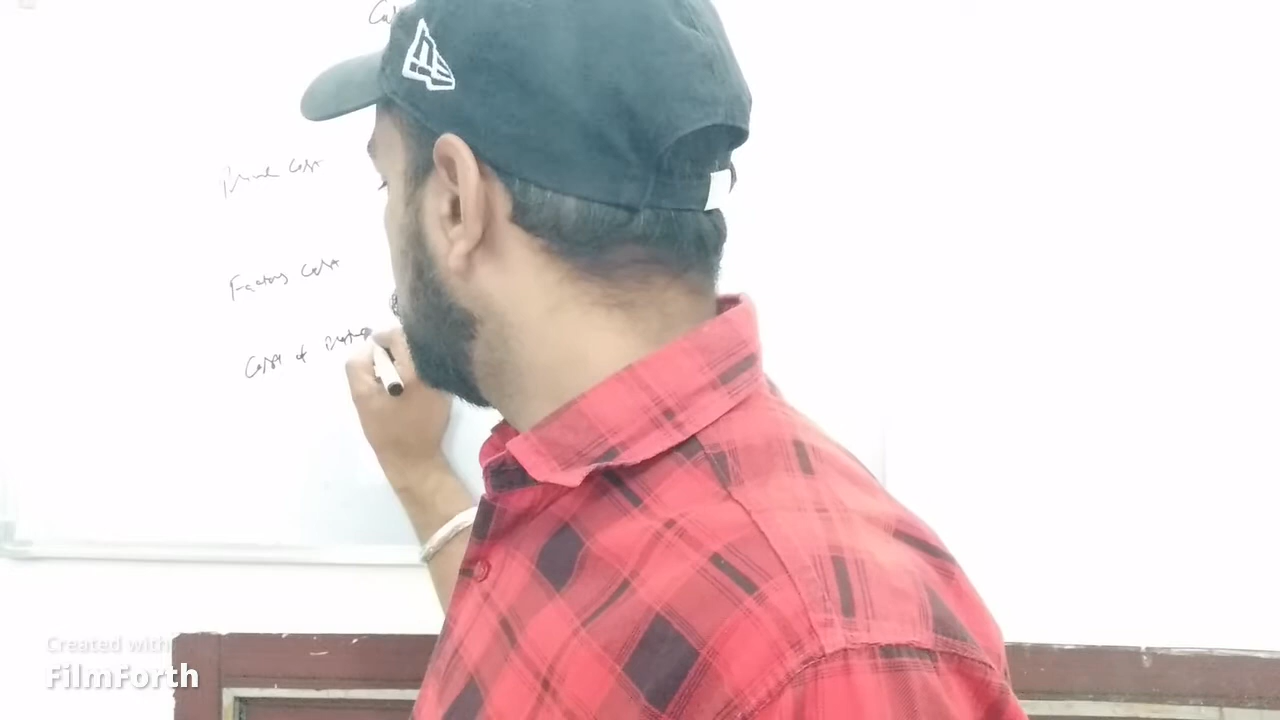 Prime Cost
Factory Cost
Cost of
Created with
FilmForth